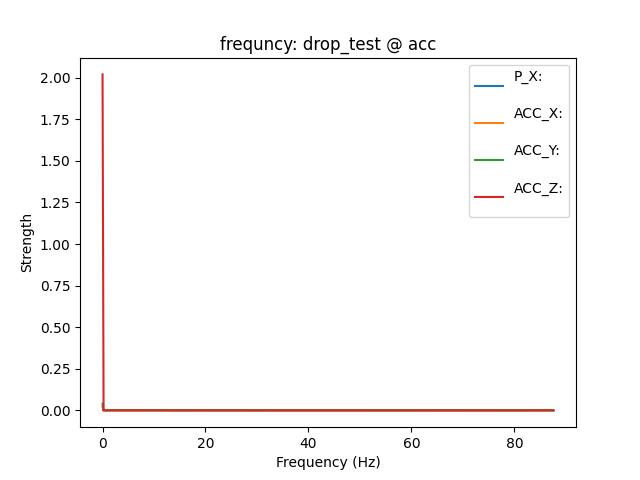 frequncy: drop_test @ acc
P_X:
ACC_X:
ACC_Y:
ACC_Z:
Strength
2.00
1.75
1.50
1.25
1.00
0.75
0.50
0.25
0.00
0 20 40 60 80
Frequency (Hz)